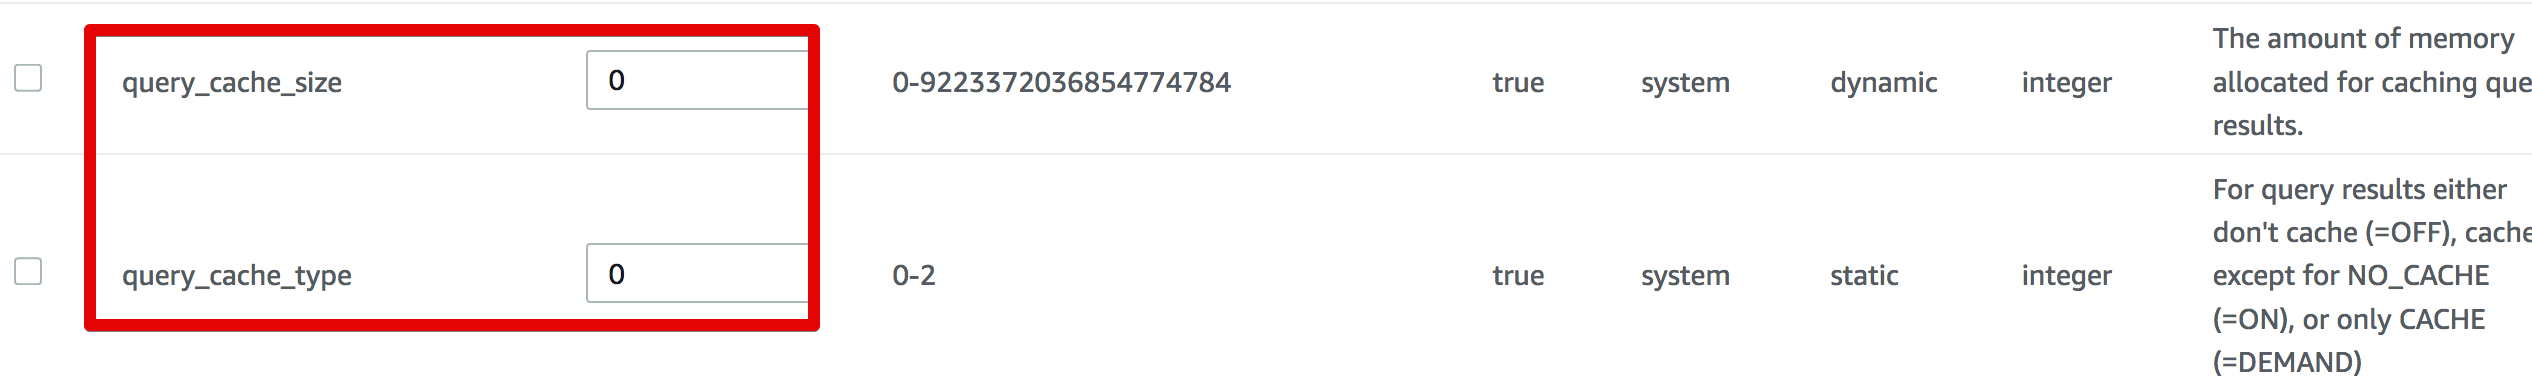 The amount of memory
query_cache_size 0 0-9223372036854774784 true system dynamic integer allocated for caching que
results.
For query results either
don't cache (=OFF), cache
query_cache_type 0 0-2 true system static integer except for NO_CACHE
(=ON), or only CACHE
(=DEMAND)